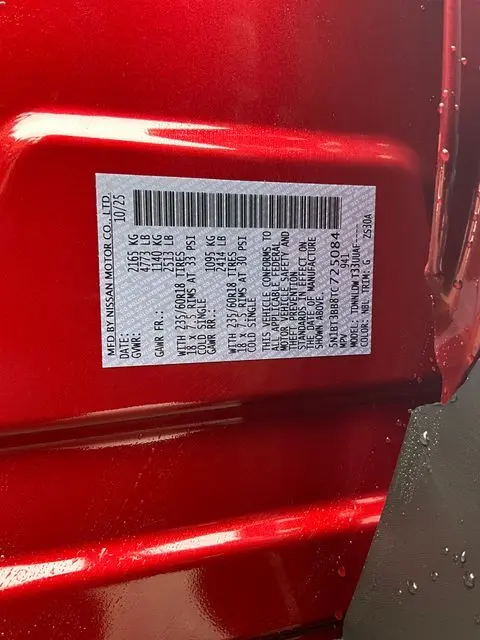 MFD BY NISSAN MOTOR CO., LTD.
DATE: 10/25
GVWR: 2165 KG
4773 LB
GAWR FR.: 1140 KG
2513 LB
WITH 235/60R18 TIRES
18 X 7.5 RIMS AT 33 PSI
COLD SINGLE
GAWR RR.: 1095 KG
2414 LB
WITH 235/60R18 TIRES
18 X 7.5 RIMS AT 30 PSI
COLD SINGLE
THIS VEHICLE CONFORMS TO
ALL APPLICABLE FEDERAL
MOTOR VEHICLE SAFETY AND
THEFT PREVENTION
STANDARDS IN EFFECT ON
THE DATE OF MANUFACTURE
SHOWN ABOVE.
5N1BT3BB8TC725084
MPV 941
COLOR: NBL TRIM: G 2S30A